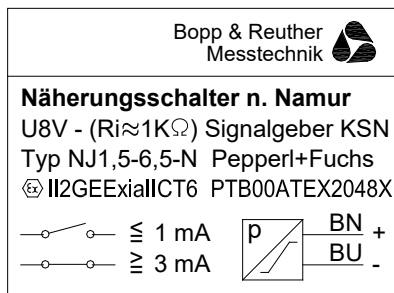 Bopp & Reuther
Messtechnik
Näherungsschalter n. Namur
U8V - (Ri≈1KΩ) Signalgeber KSN
Typ NJ1,5-6,5-N Pepperl+Fuchs
Ex II2GEExiaIICT6 PTB00ATEX2048X
≦ 1 mA
≧ 3 mA
p
BN +
BU -